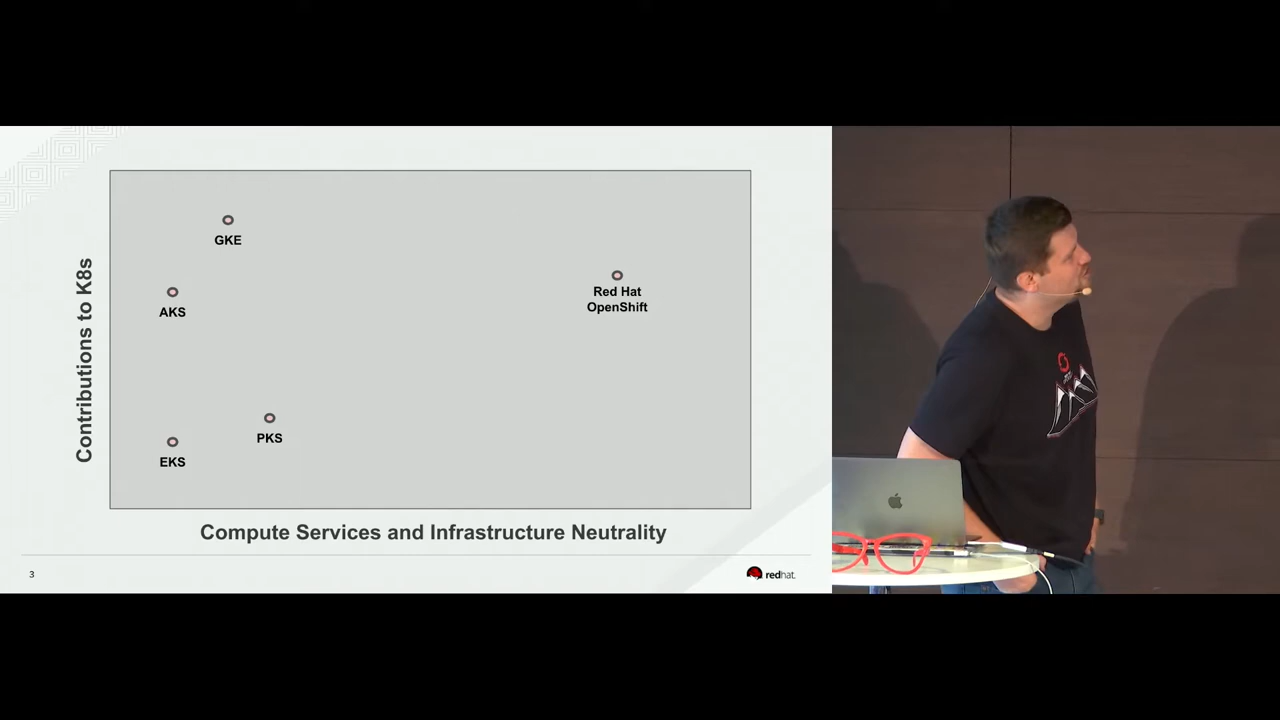 GKE
Red Hat
OpenShift
AKS
PKS
EKS
Contributions to K8s
Compute Services and Infrastructure Neutrality
3
redhat.